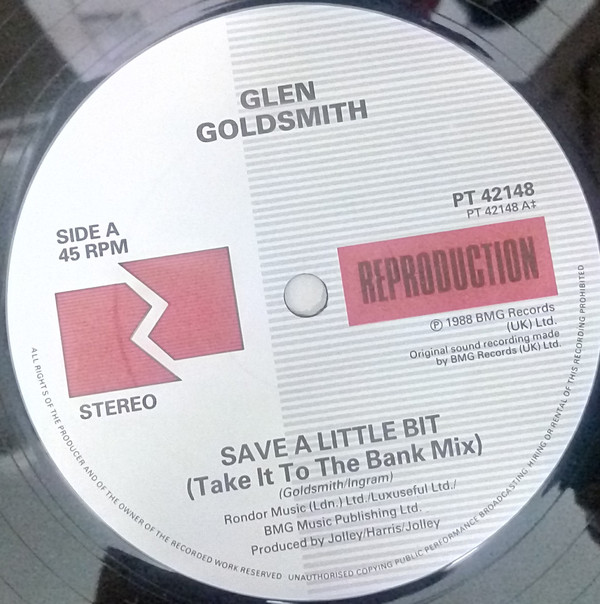 GLEN
GOLDSMITH
PT 42148
PT 42148 A‡
SIDE A
45 RPM
REPRODUCTION
℗ 1988 BMG Records
(UK) Ltd.
Original sound recording made
by BMG Records (UK) Ltd.
STEREO
SAVE A LITTLE BIT
(Take It To The Bank Mix)
(Goldsmith/Ingram)
Rondor Music (Ldn.) Ltd./Luxuseful Ltd./
BMG Music Publishing Ltd.
Produced by Jolley/Harris/Jolley
ALL RIGHTS OF THE PRODUCER AND OF THE OWNER OF THE RECORDED WORK RESERVED · UNAUTHORISED COPYING PUBLIC PERFORMANCE BROADCASTING, HIRING OR RENTAL OF THIS RECORDING PROHIBITED